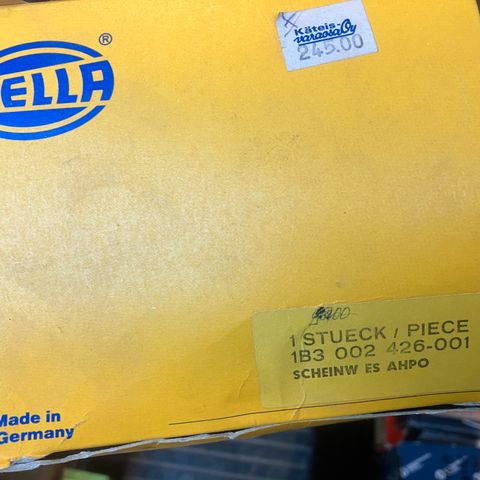 ELLA
®
Käteis-
varaosa Oy
245.00
1 STUECK / PIECE
1B3 002 426-001
SCHEINW ES AHPO
Made in
Germany